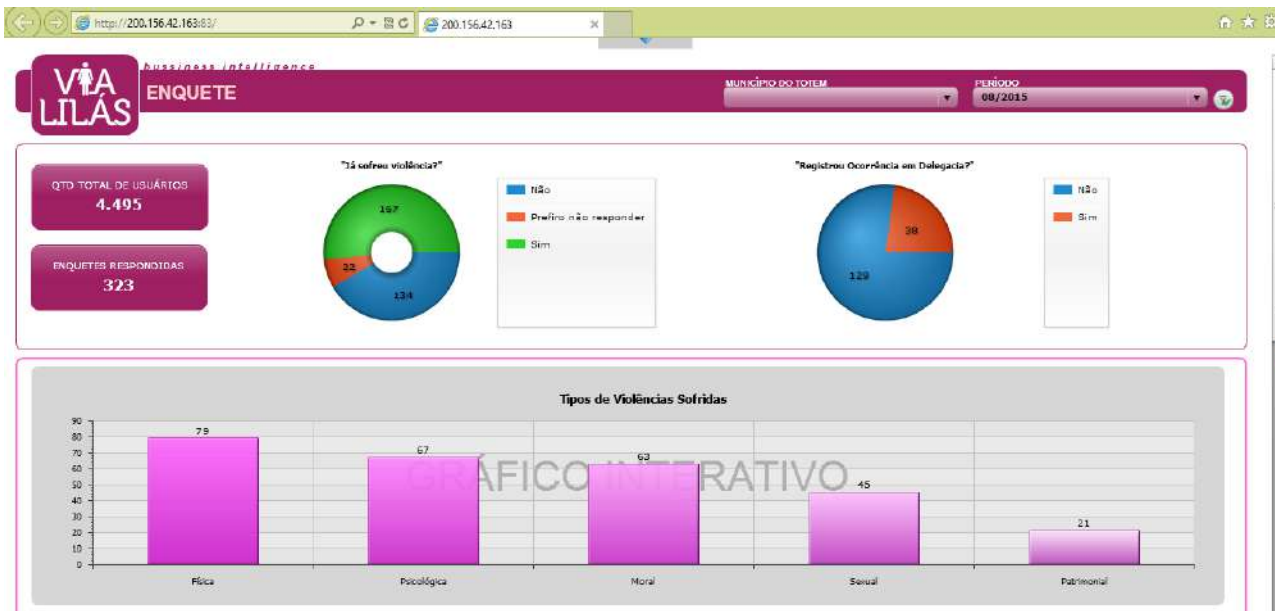 http://200.156.42.163:83/
200.156.42.163
bussiness intelligence
VIA
LILÁS
ENQUETE
MUNICÍPIO DO TOTEM
PERÍODO
08/2015
QTD TOTAL DE USUÁRIOS
4.495
ENQUETES RESPONDIDAS
323
"Já sofreu violência?"
167
22
134
Não
Prefiro não responder
Sim
"Registrou Ocorrência em Delegacia?"
38
129
Não
Sim
Tipos de Violências Sofridas
90
80
70
60
50
40
30
20
10
0
79
67
63
45
21
GRÁFICO INTERATIVO
Física
Psicológica
Moral
Sexual
Patrimonial